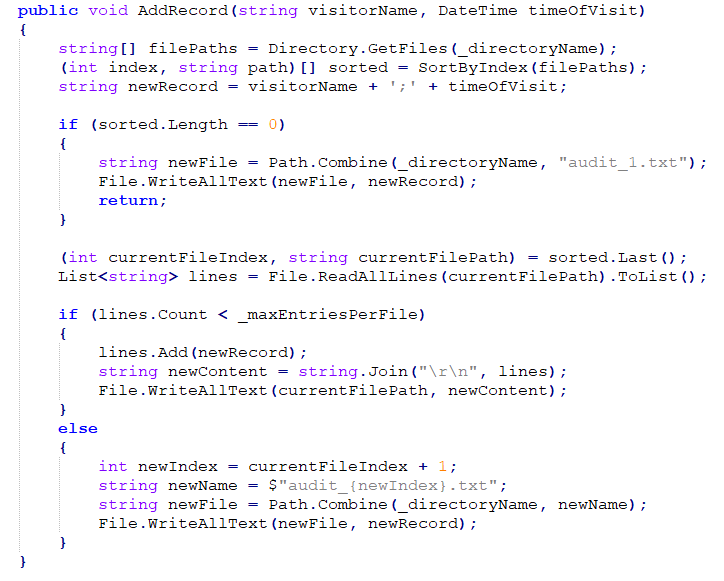 public void AddRecord(string visitorName, DateTime timeOfVisit)
{
    string[] filePaths = Directory.GetFiles(_directoryName);
    (int index, string path)[] sorted = SortByIndex(filePaths);
    string newRecord = visitorName + ';' + timeOfVisit;

    if (sorted.Length == 0)
    {
        string newFile = Path.Combine(_directoryName, "audit_1.txt");
        File.WriteAllText(newFile, newRecord);
        return;
    }

    (int currentFileIndex, string currentFilePath) = sorted.Last();
    List<string> lines = File.ReadAllLines(currentFilePath).ToList();

    if (lines.Count < _maxEntriesPerFile)
    {
        lines.Add(newRecord);
        string newContent = string.Join("\r\n", lines);
        File.WriteAllText(currentFilePath, newContent);
    }
    else
    {
        int newIndex = currentFileIndex + 1;
        string newName = $"audit_{newIndex}.txt";
        string newFile = Path.Combine(_directoryName, newName);
        File.WriteAllText(newFile, newRecord);
    }
}